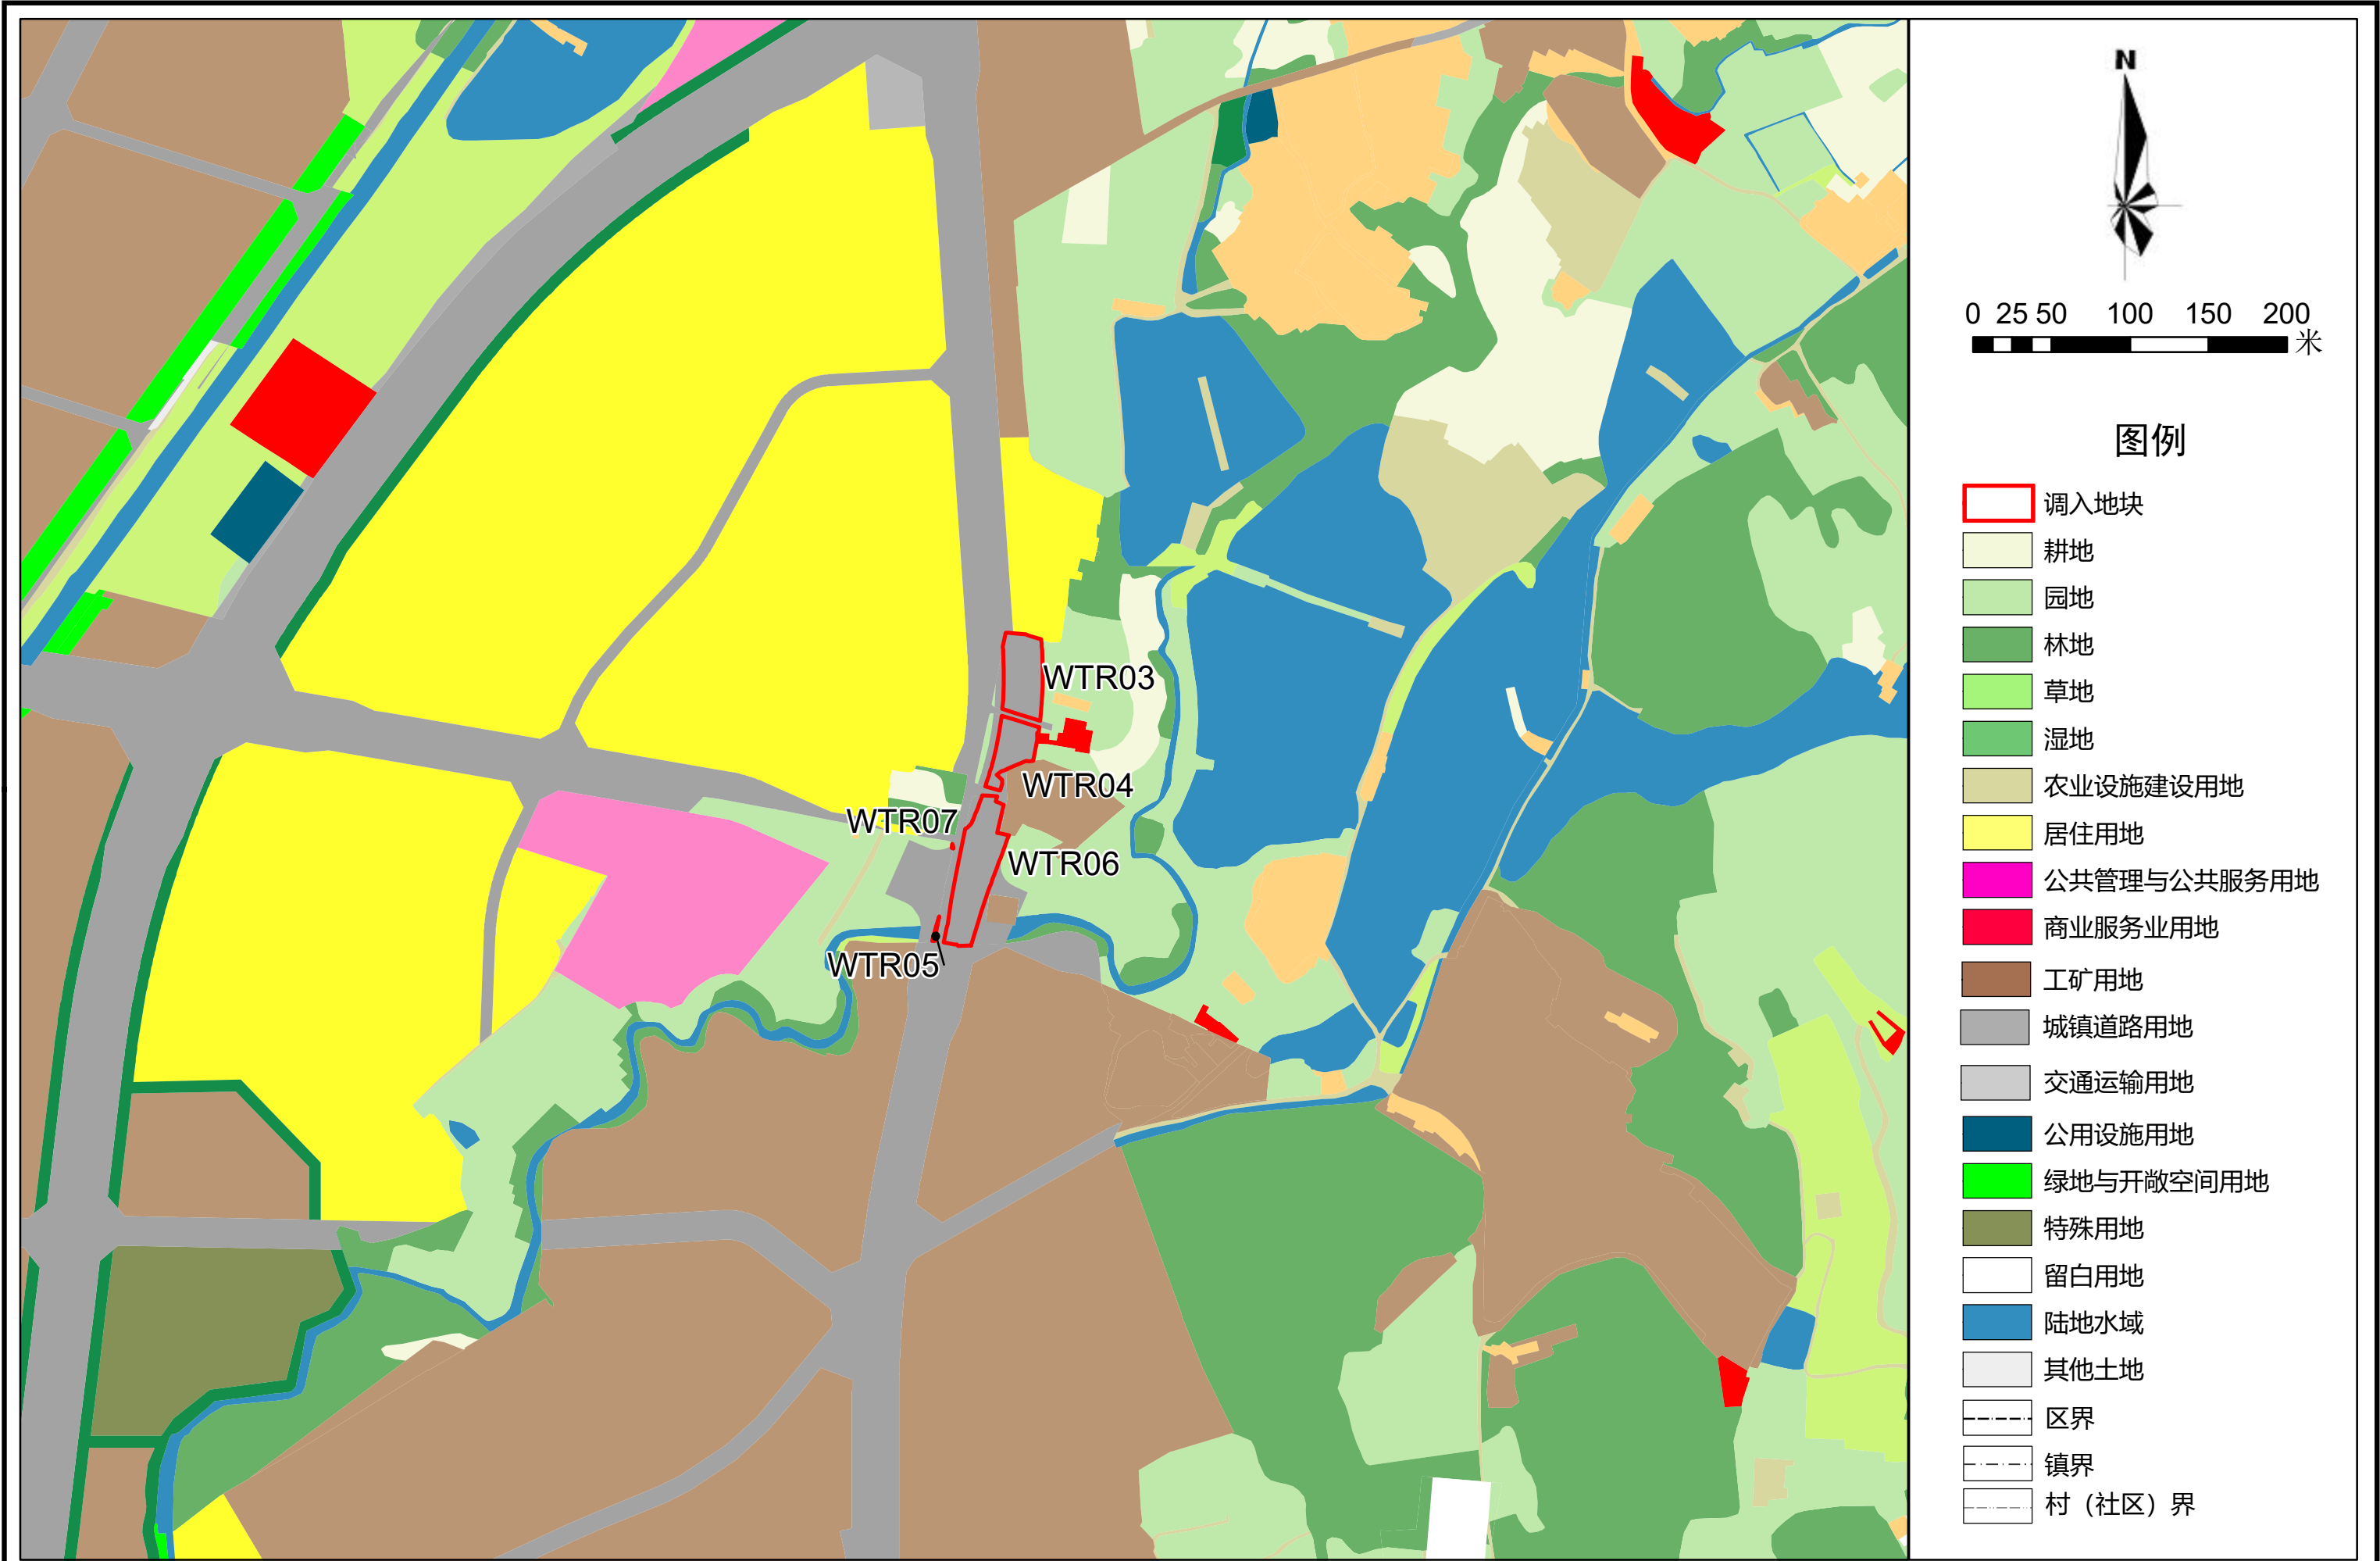 N
0 25 50 100 150 200
米
图例
调入地块
耕地
园地
林地
草地
湿地
农业设施建设用地
居住用地
公共管理与公共服务用地
商业服务业用地
工矿用地
城镇道路用地
交通运输用地
公用设施用地
绿地与开敞空间用地
特殊用地
留白用地
陆地水域
其他土地
区界
镇界
村（社区）界
WTR03
WTR04
WTR07
WTR06
WTR05